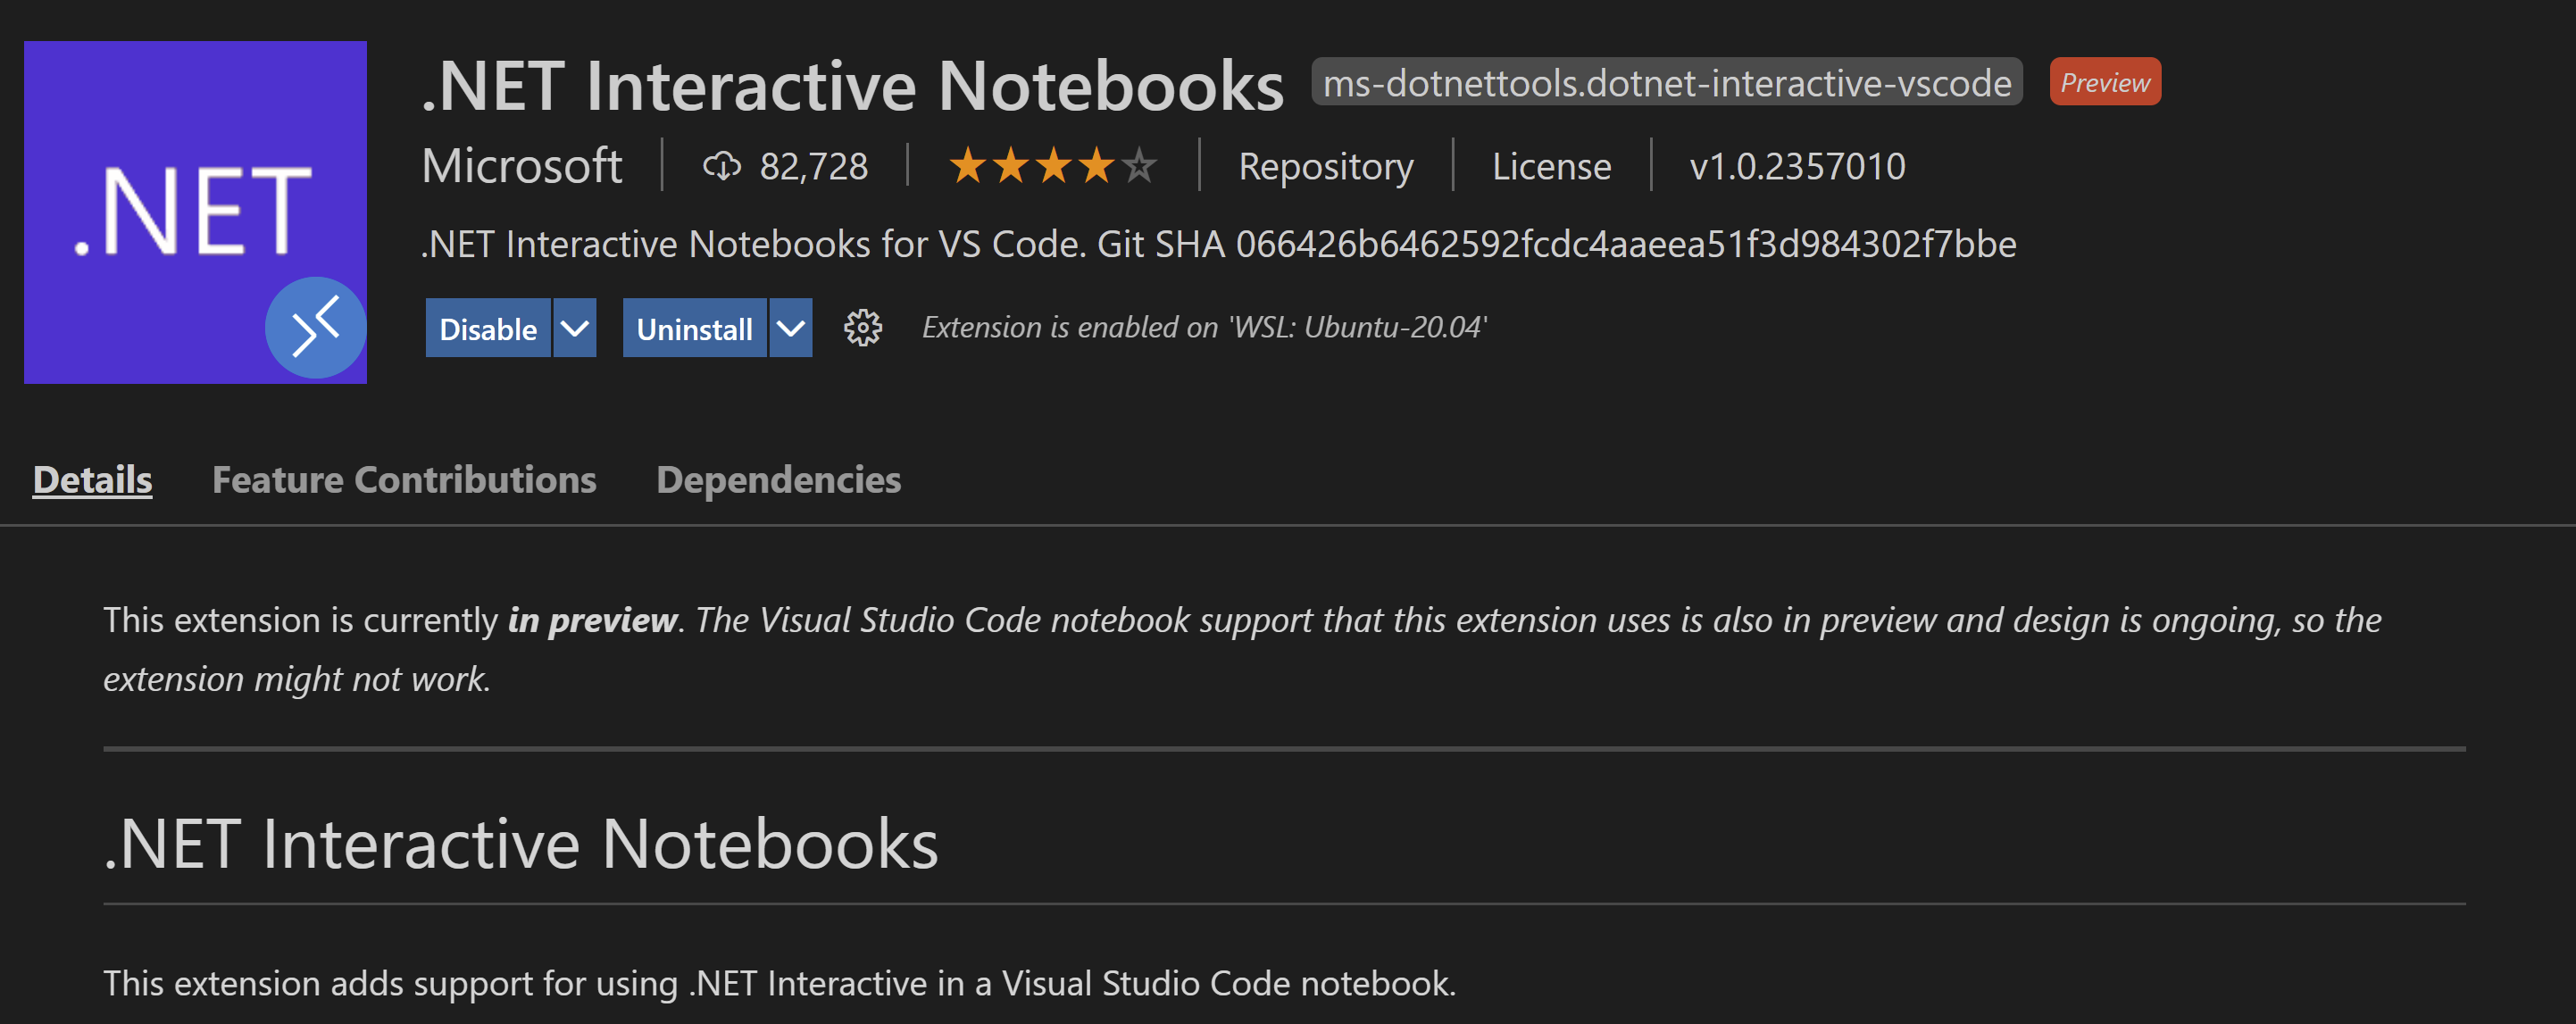 .NET
.NET Interactive Notebooks ms-dotnettools.dotnet-interactive-vscode Preview
Microsoft 82,728 Repository License v1.0.2357010
.NET Interactive Notebooks for VS Code. Git SHA 066426b6462592fcdc4aaeea51f3d984302f7bbe
Disable Uninstall Extension is enabled on 'WSL: Ubuntu-20.04'
Details Feature Contributions Dependencies
This extension is currently in preview. The Visual Studio Code notebook support that this extension uses is also in preview and design is ongoing, so the
extension might not work.
.NET Interactive Notebooks
This extension adds support for using .NET Interactive in a Visual Studio Code notebook.